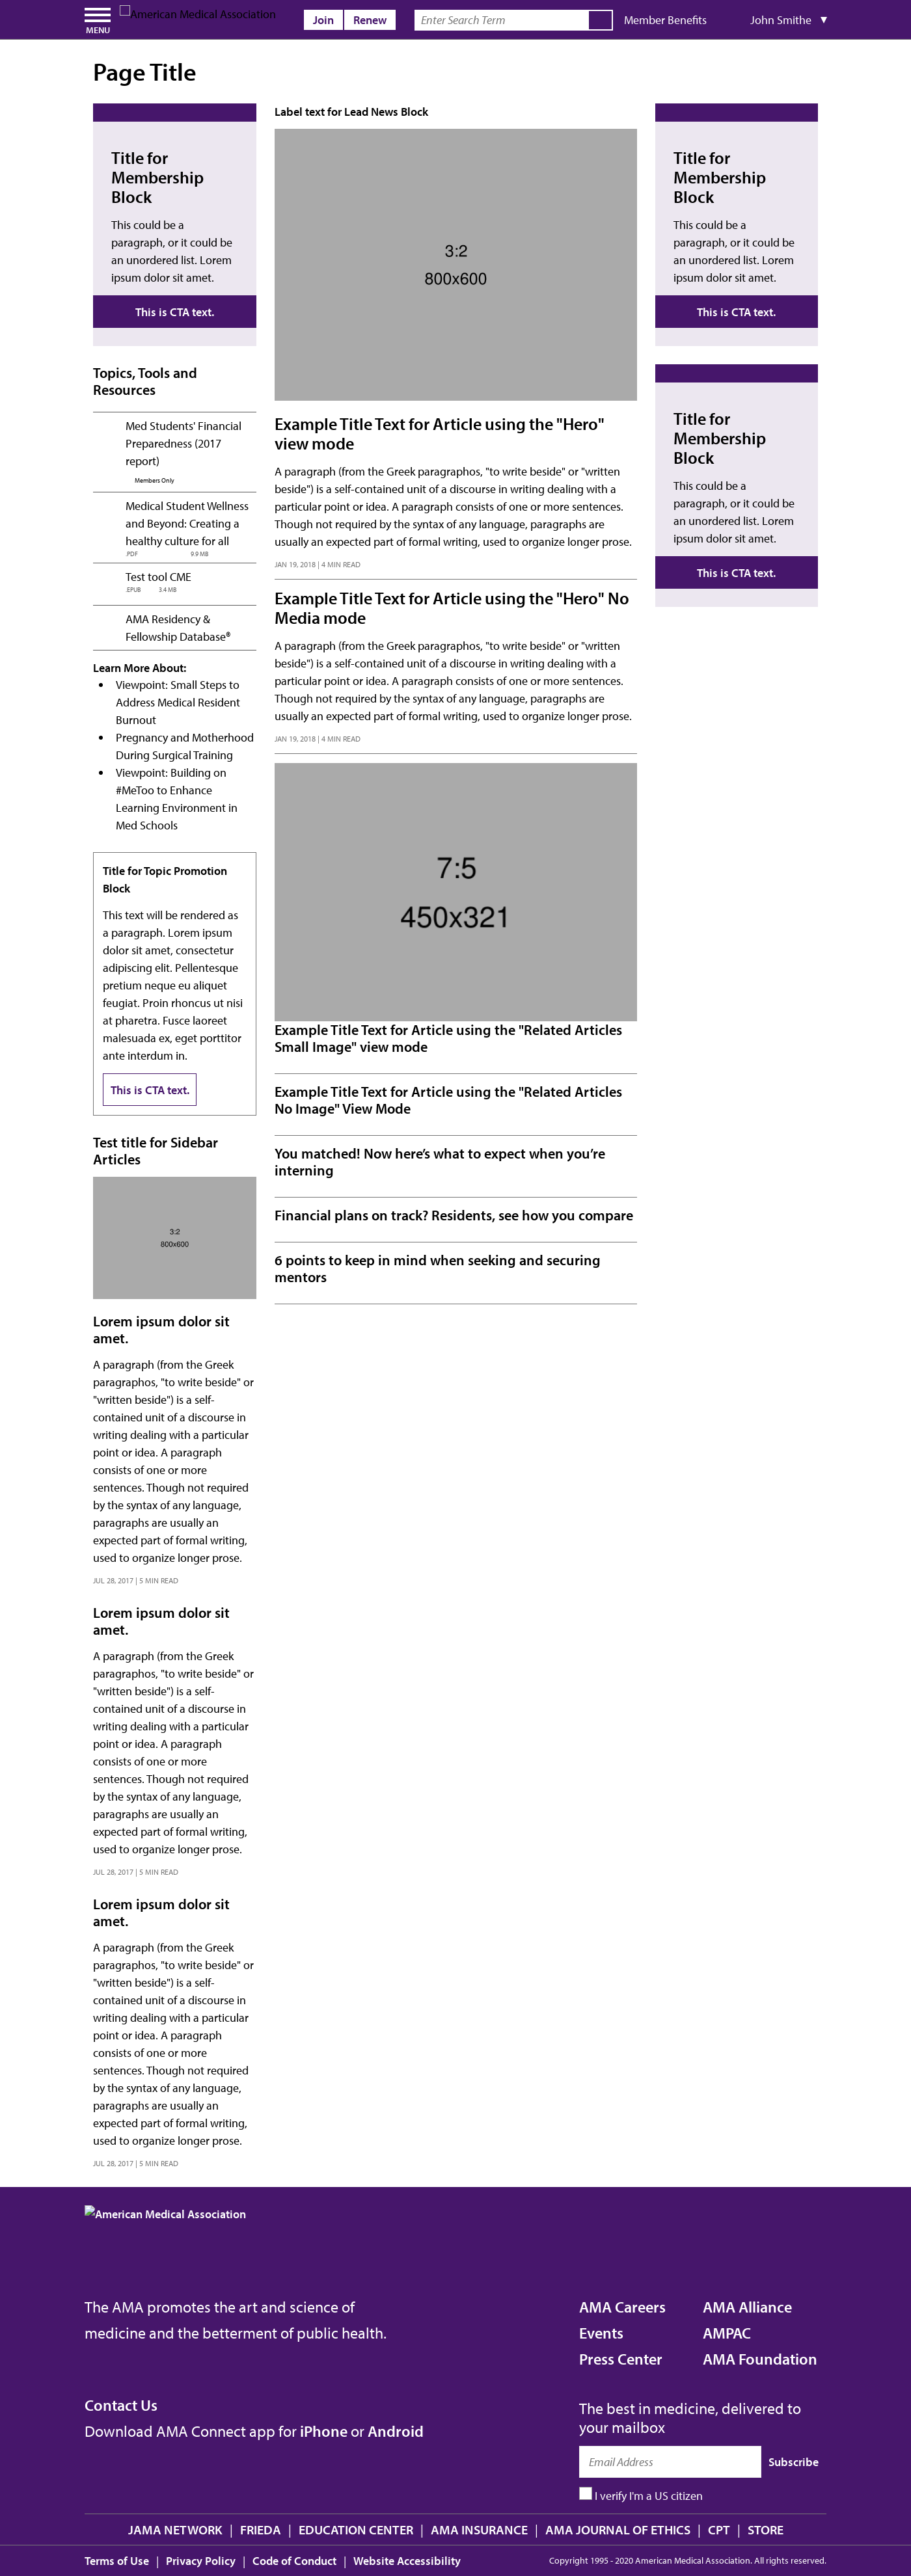 MENU
American Medical Association
Join
Renew
Enter Search Term
Member Benefits
John Smithe ▼
Page Title
Title for
Membership
Block
This could be a
paragraph, or it could be
an unordered list. Lorem
ipsum dolor sit amet.
This is CTA text.
Topics, Tools and
Resources
Med Students' Financial
Preparedness (2017
report)
Members Only
Medical Student Wellness
and Beyond: Creating a
healthy culture for all
.PDF 9.9 MB
Test tool CME
.EPUB 3.4 MB
AMA Residency &
Fellowship Database®
Learn More About:
• Viewpoint: Small Steps to
Address Medical Resident
Burnout
• Pregnancy and Motherhood
During Surgical Training
• Viewpoint: Building on
#MeToo to Enhance
Learning Environment in
Med Schools
Title for Topic Promotion
Block
This text will be rendered as
a paragraph. Lorem ipsum
dolor sit amet, consectetur
adipiscing elit. Pellentesque
pretium neque eu aliquet
feugiat. Proin rhoncus ut nisi
at pharetra. Fusce laoreet
malesuada ex, eget porttitor
ante interdum in.
This is CTA text.
Test title for Sidebar
Articles
3:2
800x600
Lorem ipsum dolor sit
amet.
A paragraph (from the Greek
paragraphos, "to write beside" or
"written beside") is a self-
contained unit of a discourse in
writing dealing with a particular
point or idea. A paragraph
consists of one or more
sentences. Though not required
by the syntax of any language,
paragraphs are usually an
expected part of formal writing,
used to organize longer prose.
JUL 28, 2017 | 5 MIN READ
Lorem ipsum dolor sit
amet.
A paragraph (from the Greek
paragraphos, "to write beside" or
"written beside") is a self-
contained unit of a discourse in
writing dealing with a particular
point or idea. A paragraph
consists of one or more
sentences. Though not required
by the syntax of any language,
paragraphs are usually an
expected part of formal writing,
used to organize longer prose.
JUL 28, 2017 | 5 MIN READ
Lorem ipsum dolor sit
amet.
A paragraph (from the Greek
paragraphos, "to write beside" or
"written beside") is a self-
contained unit of a discourse in
writing dealing with a particular
point or idea. A paragraph
consists of one or more
sentences. Though not required
by the syntax of any language,
paragraphs are usually an
expected part of formal writing,
used to organize longer prose.
JUL 28, 2017 | 5 MIN READ
Label text for Lead News Block
3:2
800x600
Example Title Text for Article using the "Hero"
view mode
A paragraph (from the Greek paragraphos, "to write beside" or "written
beside") is a self-contained unit of a discourse in writing dealing with a
particular point or idea. A paragraph consists of one or more sentences.
Though not required by the syntax of any language, paragraphs are
usually an expected part of formal writing, used to organize longer prose.
JAN 19, 2018 | 4 MIN READ
Example Title Text for Article using the "Hero" No
Media mode
A paragraph (from the Greek paragraphos, "to write beside" or "written
beside") is a self-contained unit of a discourse in writing dealing with a
particular point or idea. A paragraph consists of one or more sentences.
Though not required by the syntax of any language, paragraphs are
usually an expected part of formal writing, used to organize longer prose.
JAN 19, 2018 | 4 MIN READ
7:5
450x321
Example Title Text for Article using the "Related Articles
Small Image" view mode
Example Title Text for Article using the "Related Articles
No Image" View Mode
You matched! Now here’s what to expect when you’re
interning
Financial plans on track? Residents, see how you compare
6 points to keep in mind when seeking and securing
mentors
Title for
Membership
Block
This could be a
paragraph, or it could be
an unordered list. Lorem
ipsum dolor sit amet.
This is CTA text.
Title for
Membership
Block
This could be a
paragraph, or it could be
an unordered list. Lorem
ipsum dolor sit amet.
This is CTA text.
American Medical Association
The AMA promotes the art and science of
medicine and the betterment of public health.
AMA Careers
Events
Press Center
AMA Alliance
AMPAC
AMA Foundation
Contact Us
Download AMA Connect app for iPhone or Android
The best in medicine, delivered to
your mailbox
Email Address
Subscribe
I verify I'm a US citizen
JAMA NETWORK | FRIEDA | EDUCATION CENTER | AMA INSURANCE | AMA JOURNAL OF ETHICS | CPT | STORE
Terms of Use | Privacy Policy | Code of Conduct | Website Accessibility
Copyright 1995 - 2020 American Medical Association. All rights reserved.